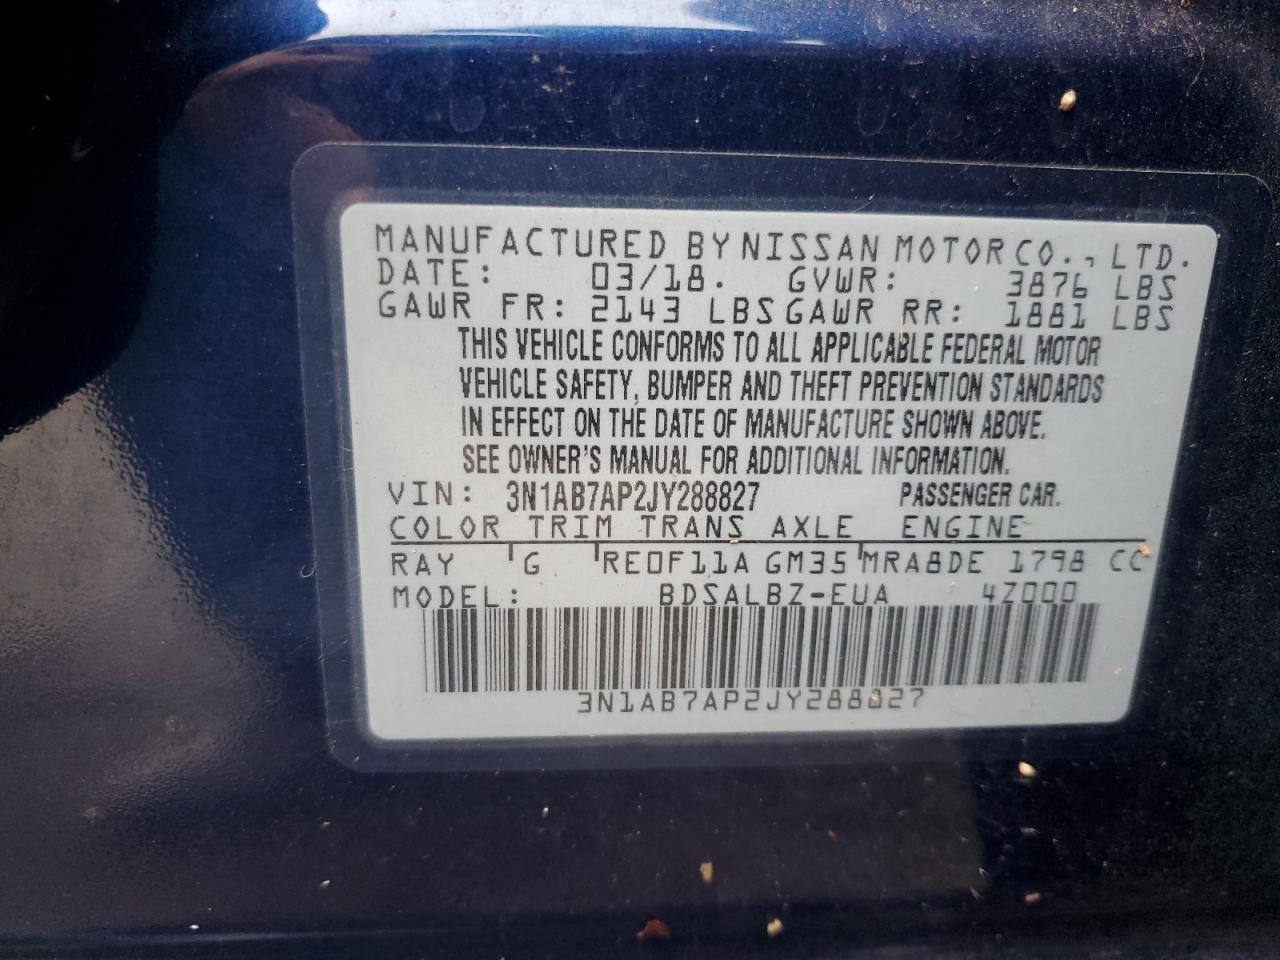 MANUFACTURED BY NISSAN MOTOR CO., LTD.
DATE: 03/18. GVWR: 3876 LBS
GAWR FR: 2143 LBS GAWR RR: 1881 LBS
THIS VEHICLE CONFORMS TO ALL APPLICABLE FEDERAL MOTOR
VEHICLE SAFETY, BUMPER AND THEFT PREVENTION STANDARDS
IN EFFECT ON THE DATE OF MANUFACTURE SHOWN ABOVE.
SEE OWNER'S MANUAL FOR ADDITIONAL INFORMATION.
VIN: 3N1AB7AP2JY288827 PASSENGER CAR.
COLOR TRIM TRANS AXLE ENGINE
RAY G RE0F11A GM35 MRA8DE 1798 CC
MODEL: BDSALBZ-EUA 4Z000
3N1AB7AP2JY288827